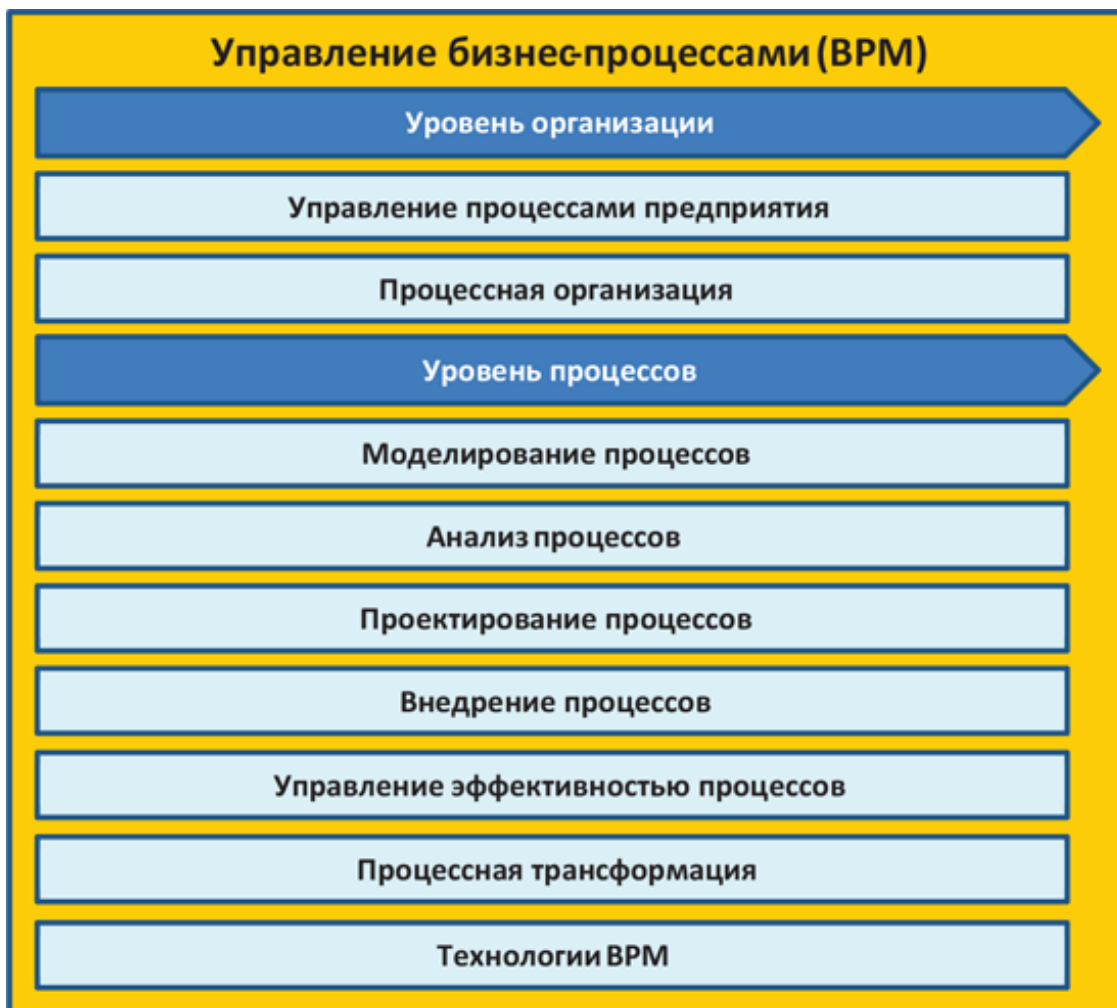 Управление бизнес-процессами (BPM)
Уровень организации
Управление процессами предприятия
Процессная организация
Уровень процессов
Моделирование процессов
Анализ процессов
Проектирование процессов
Внедрение процессов
Управление эффективностью процессов
Процессная трансформация
Технологии BPM